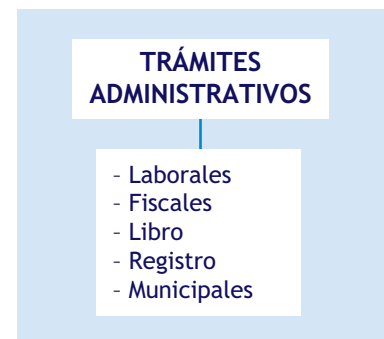 TRÁMITES
ADMINISTRATIVOS
– Laborales
– Fiscales
– Libro
– Registro
– Municipales